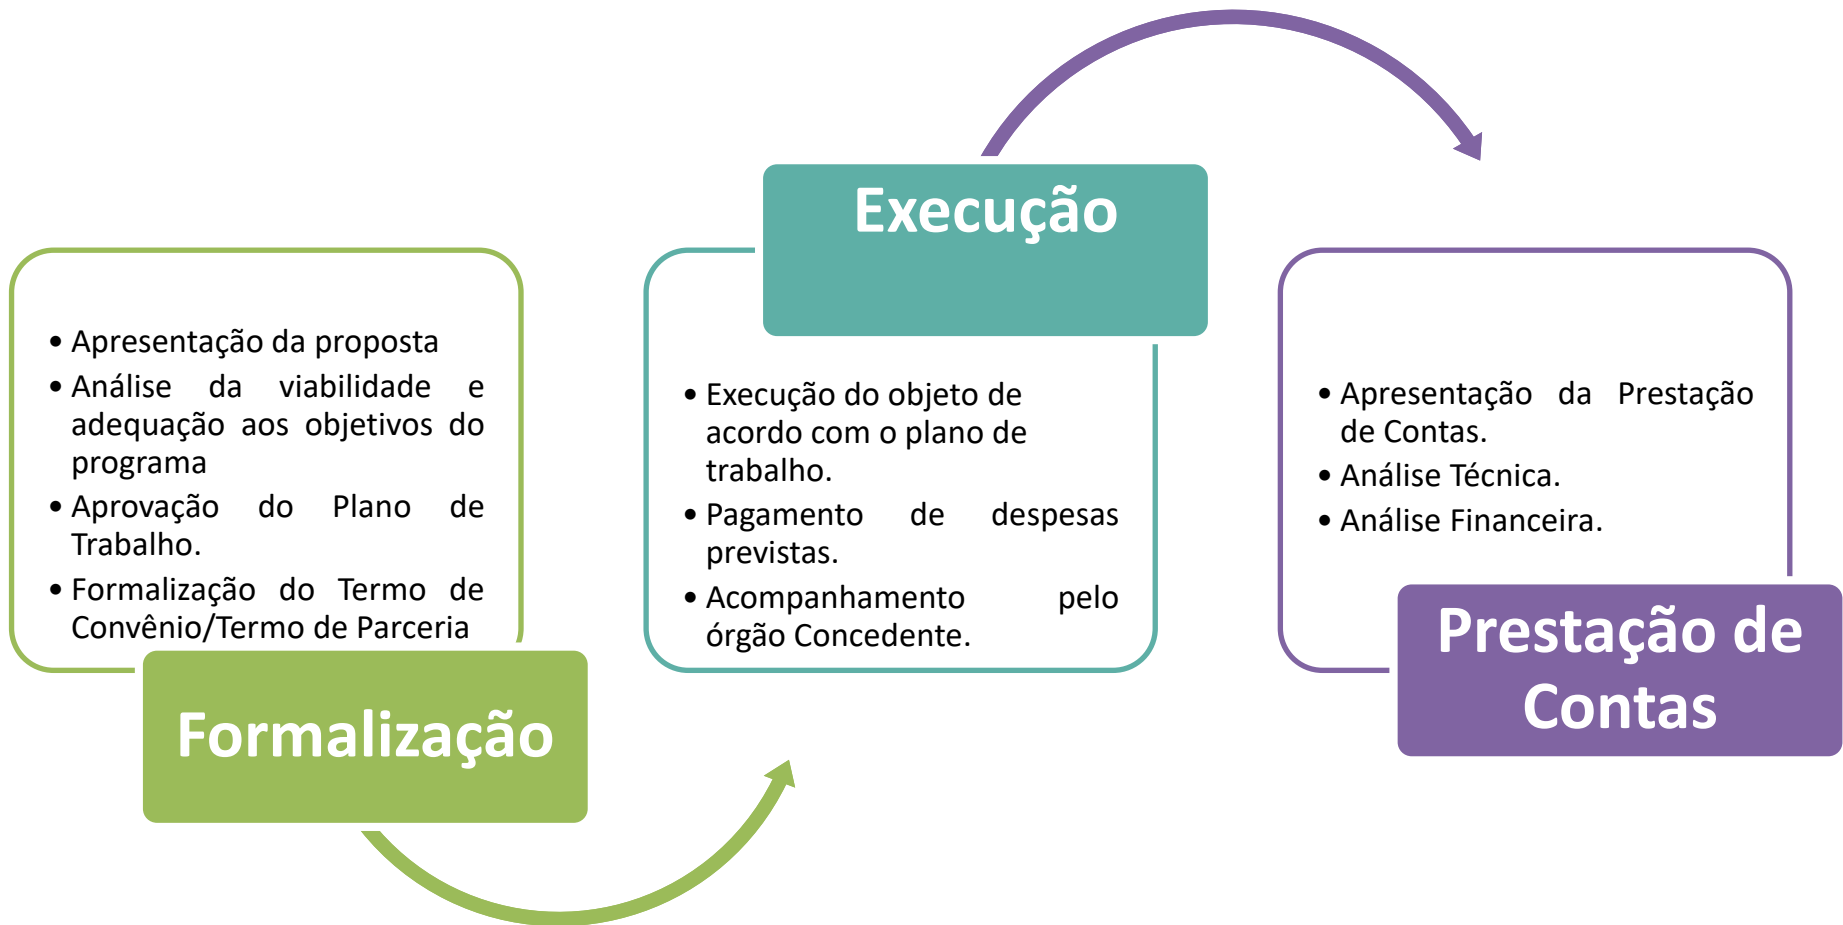 • Apresentação da proposta
• Análise da viabilidade e
adequação aos objetivos do
programa
• Aprovação do Plano de
Trabalho.
• Formalização do Termo de
Convênio/Termo de Parceria
Formalização
Execução
• Execução do objeto de
acordo com o plano de
trabalho.
• Pagamento de despesas
previstas.
• Acompanhamento pelo
órgão Concedente.
• Apresentação da Prestação
de Contas.
• Análise Técnica.
• Análise Financeira.
Prestação de
Contas